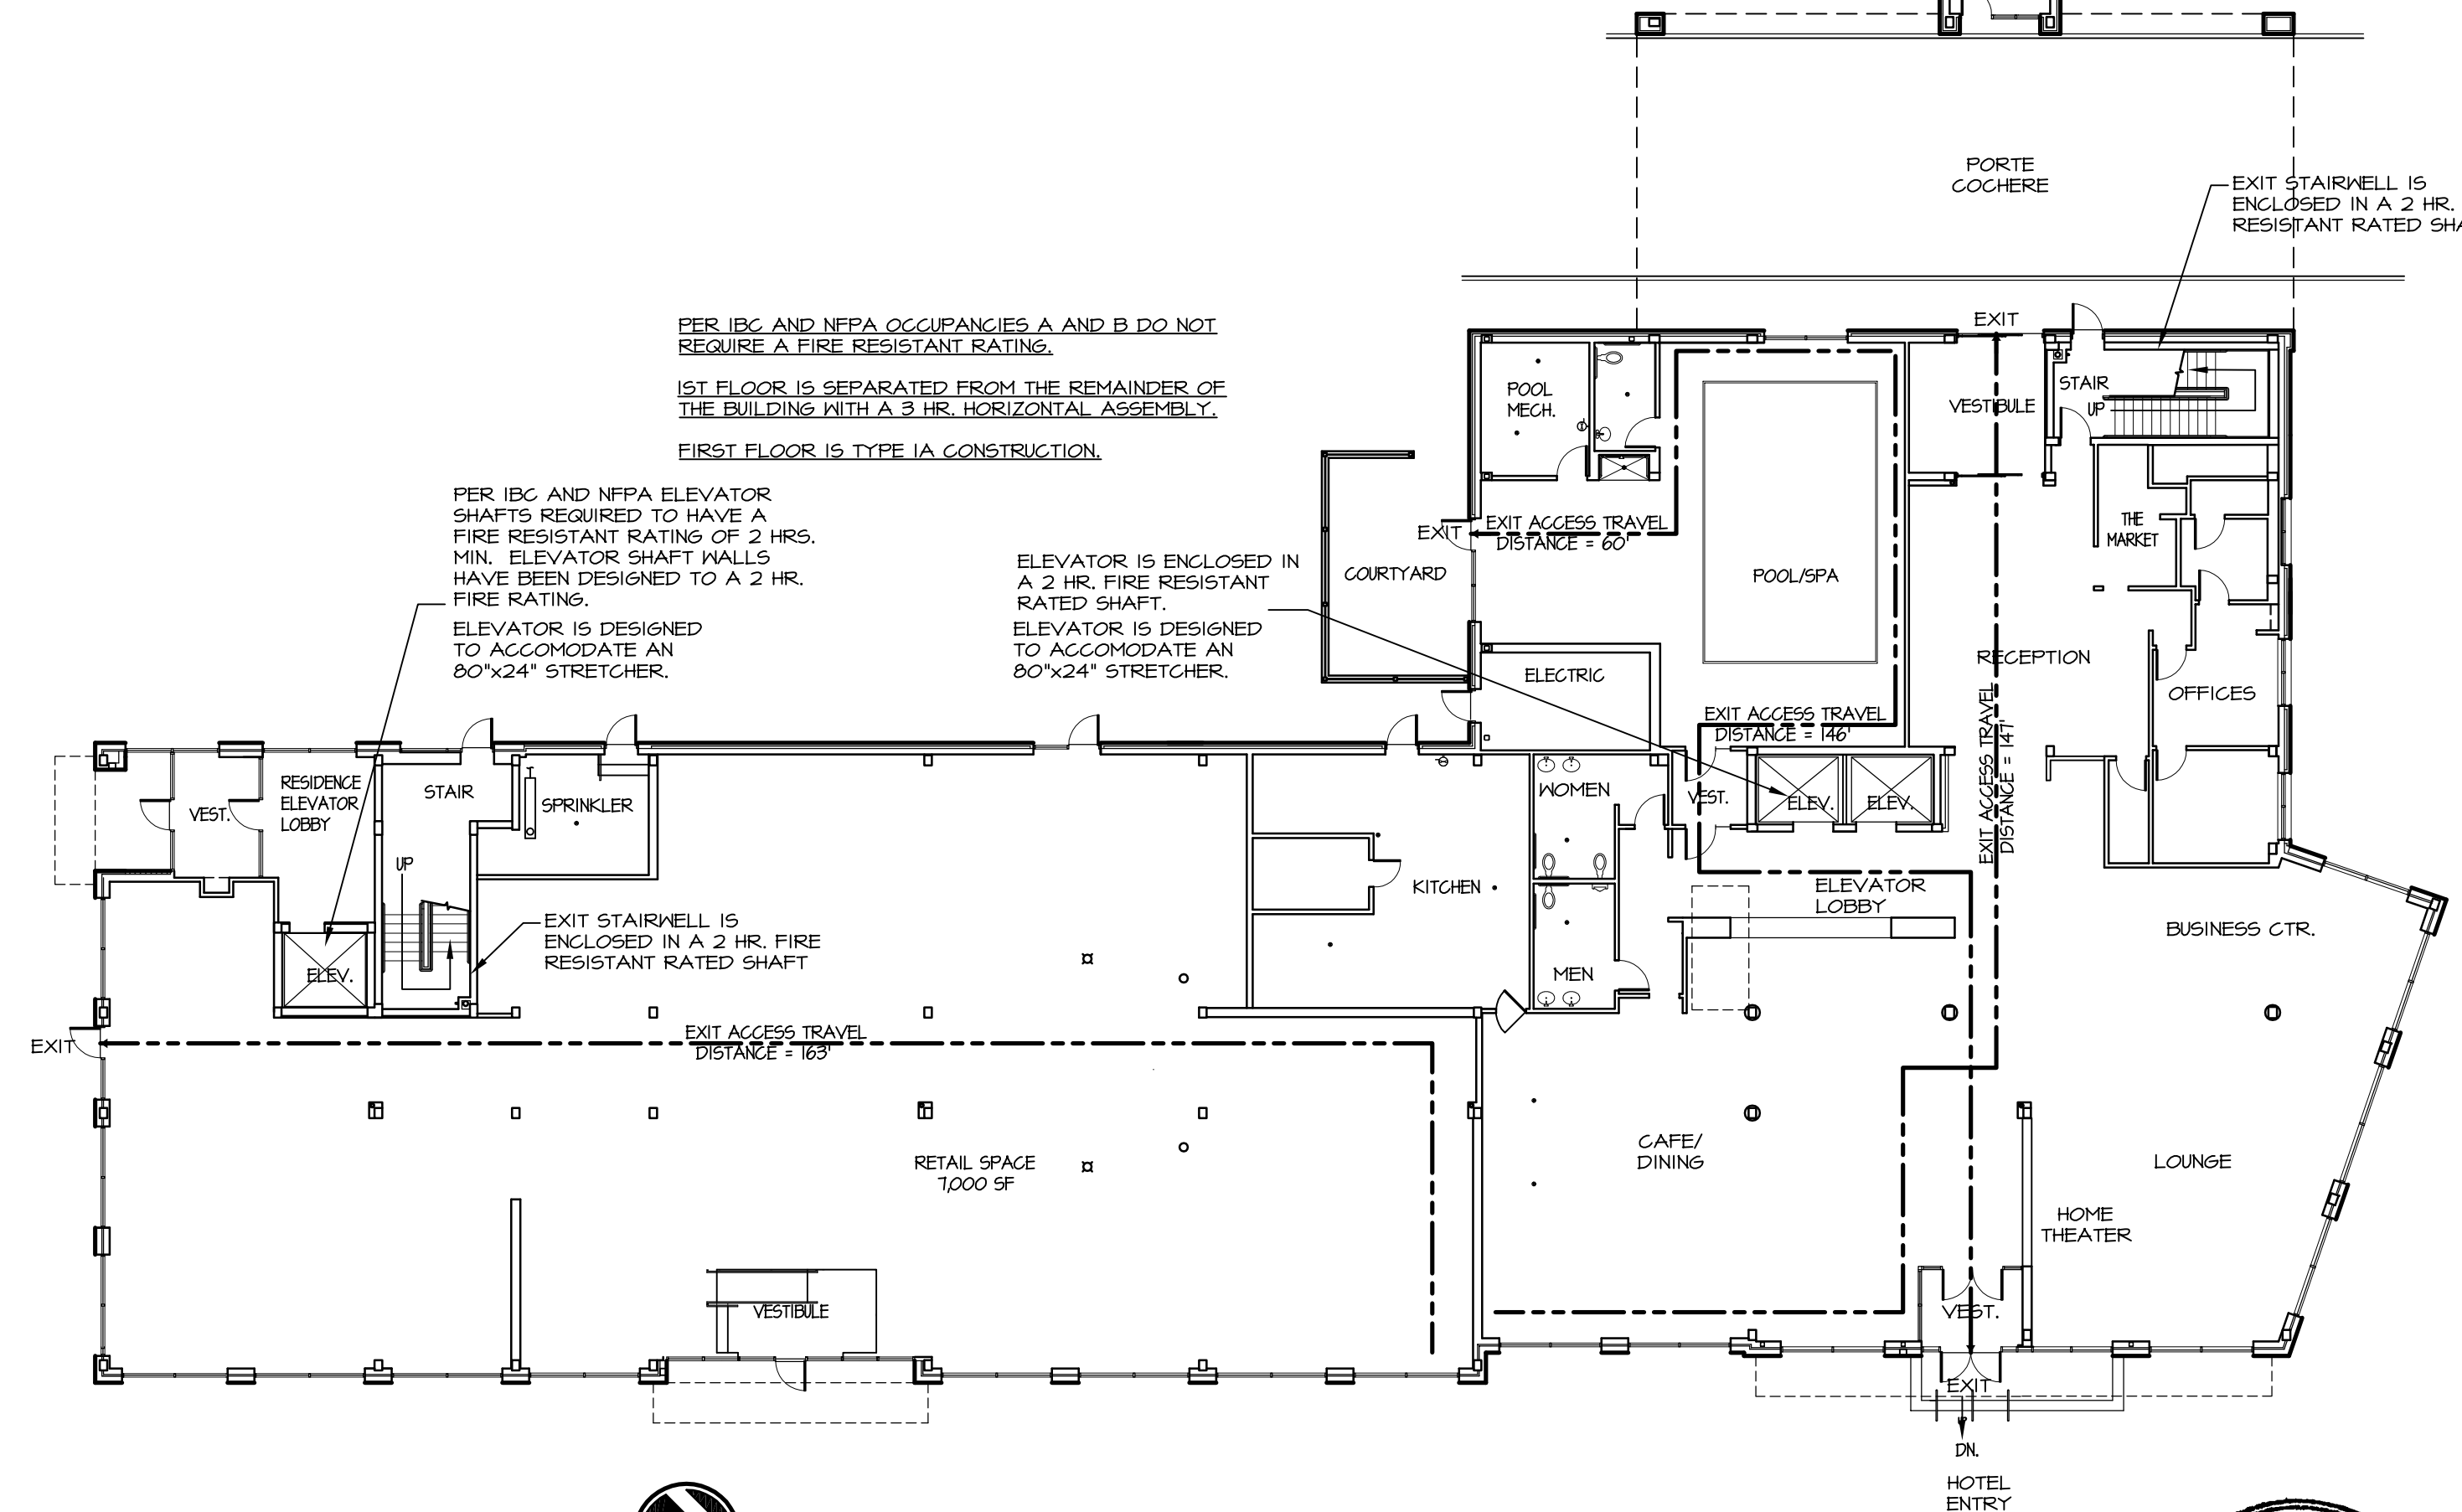 PORTE
COCHERE
EXIT STAIRWELL IS
ENCLOSED IN A 2 HR.
RESISTANT RATED
PER IBC AND NFPA OCCUPANCIES A AND B DO NOT
REQUIRE A FIRE RESISTANT RATING.
1ST FLOOR IS SEPARATED FROM THE REMAINDER OF
THE BUILDING WITH A 3 HR. HORIZONTAL ASSEMBLY.
FIRST FLOOR IS TYPE IA CONSTRUCTION.
PER IBC AND NFPA ELEVATOR
SHAFTS REQUIRED TO HAVE A
FIRE RESISTANT RATING OF 2 HRS.
MIN. ELEVATOR SHAFT WALLS
HAVE BEEN DESIGNED TO A 2 HR.
FIRE RATING.
ELEVATOR IS DESIGNED
TO ACCOMODATE AN
80"x24" STRETCHER.
ELEVATOR IS ENCLOSED IN
A 2 HR. FIRE RESISTANT
RATED SHAFT.
ELEVATOR IS DESIGNED
TO ACCOMODATE AN
80"x24" STRETCHER.
EXIT
POOL
MECH.
VESTIBULE
STAIR
UP
THE
MARKET
EXIT
EXIT ACCESS TRAVEL
DISTANCE = 60'
COURTYARD
POOL/SPA
ELECTRIC
RECEPTION
OFFICES
EXIT ACCESS TRAVEL
DISTANCE = 146'
EXIT ACCESS TRAVEL
DISTANCE = 147'
VEST.
RESIDENCE
ELEVATOR
LOBBY
STAIR
SPRINKLER
UP
ELEV.
EXIT STAIRWELL IS
ENCLOSED IN A 2 HR. FIRE
RESISTANT RATED SHAFT
KITCHEN
WOMEN
MEN
VEST.
ELEV.
ELEV.
ELEVATOR
LOBBY
BUSINESS CTR.
EXIT
EXIT ACCESS TRAVEL
DISTANCE = 163'
RETAIL SPACE
7,000 SF
VESTIBULE
CAFE/
DINING
LOUNGE
HOME
THEATER
VEST.
EXIT
DN.
HOTEL
ENTRY